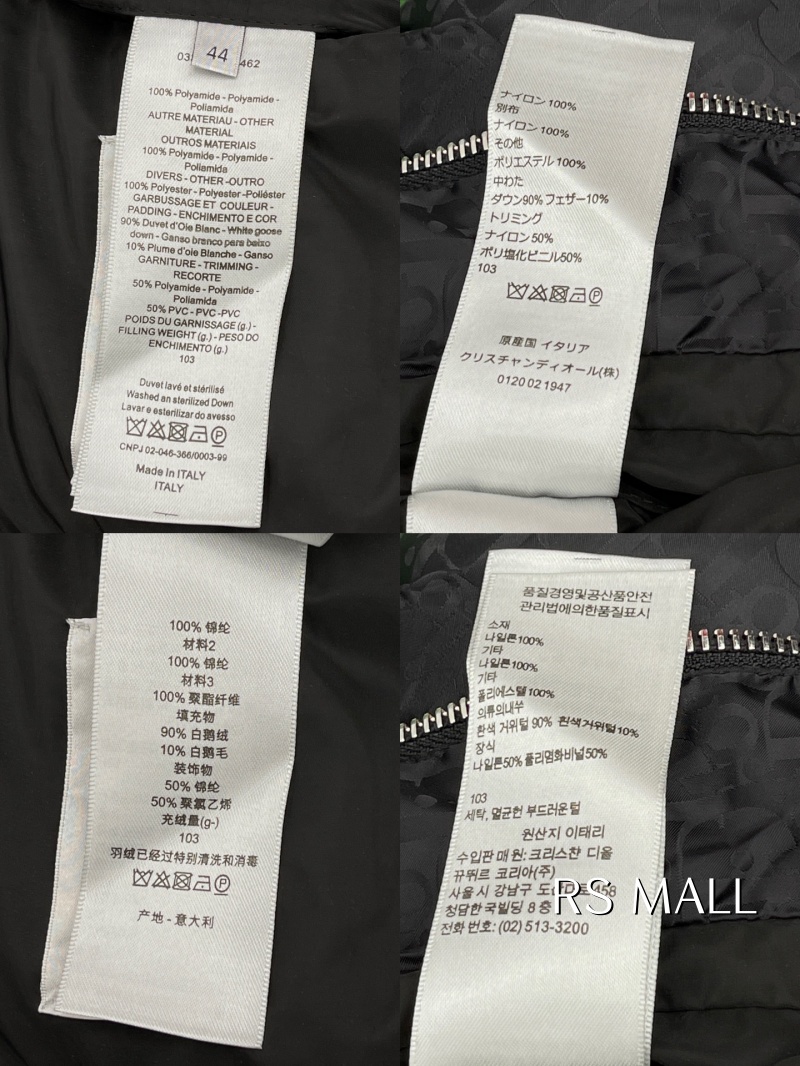 44
462
100% Polyamide - Polyamide -
Poliamida
AUTRE MATERIAU - OTHER
MATERIAL
OUTROS MATERIAIS
100% Polyamide - Polyamide -
Poliamida
DIVERS - OTHER -OUTRO
100% Polyester - Polyester -Poliéster
GARBUSSAGE ET COULEUR -
PADDING - ENCHIMENTO E COR
90% Duvet d'Oie blanc - White goose
down - Ganso branco para baixo
10% Plume d'oie Blanche - Ganso
GARNITURE - TRIMMING -
RECORTE
50% Polyamide - Polyamide -
Poliamida
50% PVC - PVC -PVC
POIDS DU GARNISSAGE (g.) -
FILLING WEIGHT (g.) - PESO DO
ENCHIMENTO (g.)
103
Duvet lavé et stérilisé
Washed an sterilized Down
Lavar e esterilizar do avesso
CNPJ 02-046-366/0003-99
Made in ITALY
ITALY
ナイロン 100%
別布
ナイロン 100%
その他
ポリエステル 100%
中わた
ダウン90% フェザー10%
トリミング
ナイロン 50%
ポリ塩化ビニル50%
103
原産国 イタリア
クリスチャンディオール(株)
0120 02 1947
100% 锦纶
材料2
100% 锦纶
材料3
100% 聚酯纤维
填充物
90% 白鹅绒
10% 白鹅毛
装饰物
50% 锦纶
50% 聚氯乙烯
充绒量(g-)
103
羽绒已经过特别清洗和消毒
产地 - 意大利
품질경영및공산품안전
관리법에의한품질표시
소재
나일론100%
기타
나일론100%
기타
폴리에스텔100%
의류의내부
환색 거위털 90% 흰색거위털10%
장식
나일론50% 폴리염화비닐50%
103
세탁, 멸균헌 부드러운털
원산지 이태리
수입판 매 원: 크리스챤 디올
뀨뛰르 코리아(주)
서울 시 강남구 도산대로 458
청담한국빌딩 8 층
전화 번호: (02) 513-3200
RS MALL